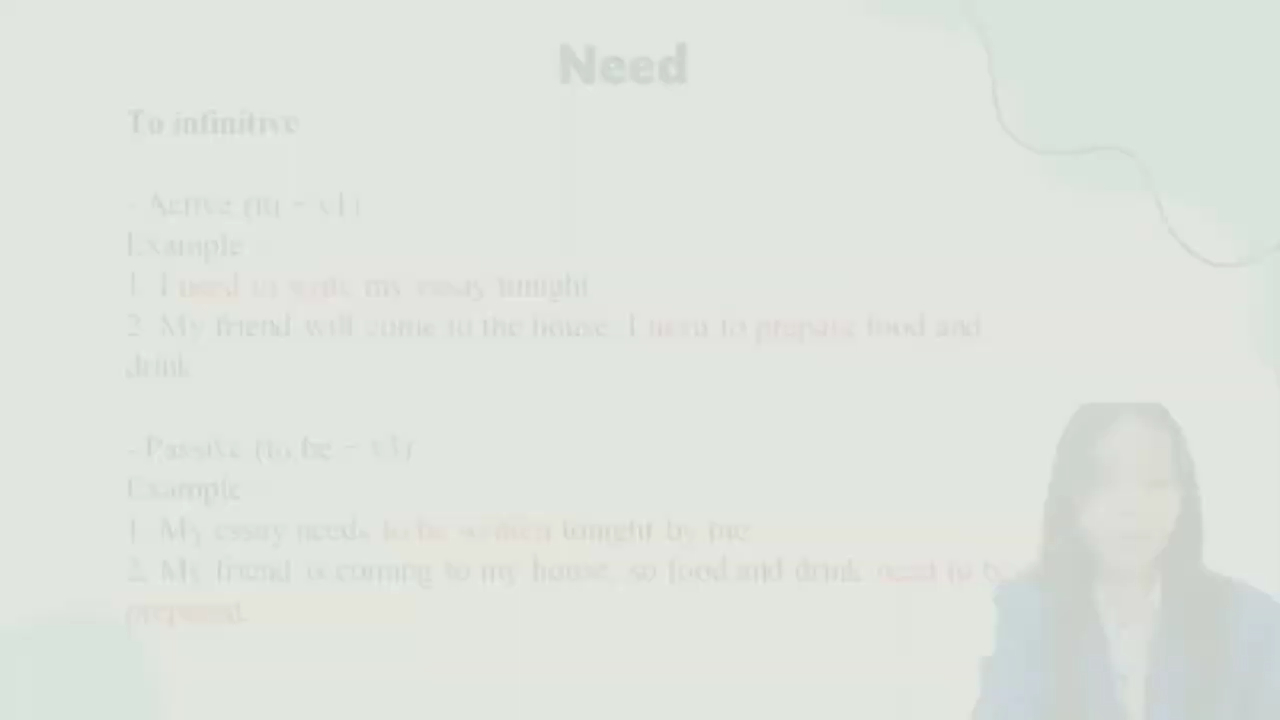 Need
To infinitive
- Active (to + v1)
Example
1. I need to write my essay tonight
2. My friend will come to the house. I need to prepare food and
drink
- Passive (to be + v3)
Example
1. My essay needs to be written tonight by me
2. My friend is coming to my house, so food and drink need to b
prepared.